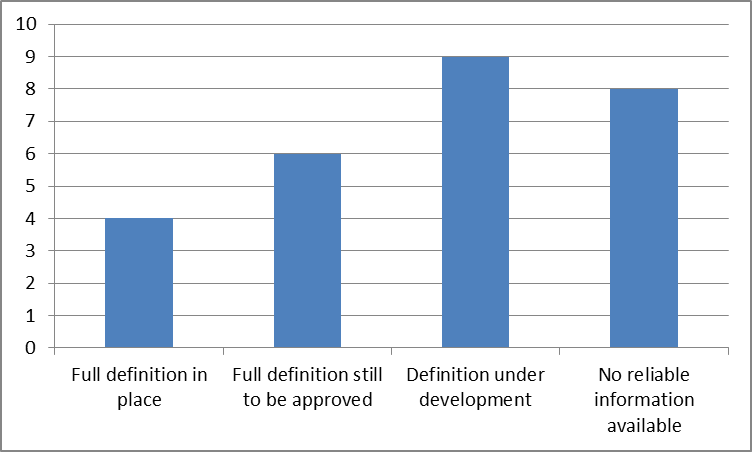 10
9
8
7
6
5
4
3
2
1
0
Full definition in
place
Full definition still
to be approved
Definition under
development
No reliable
information
available